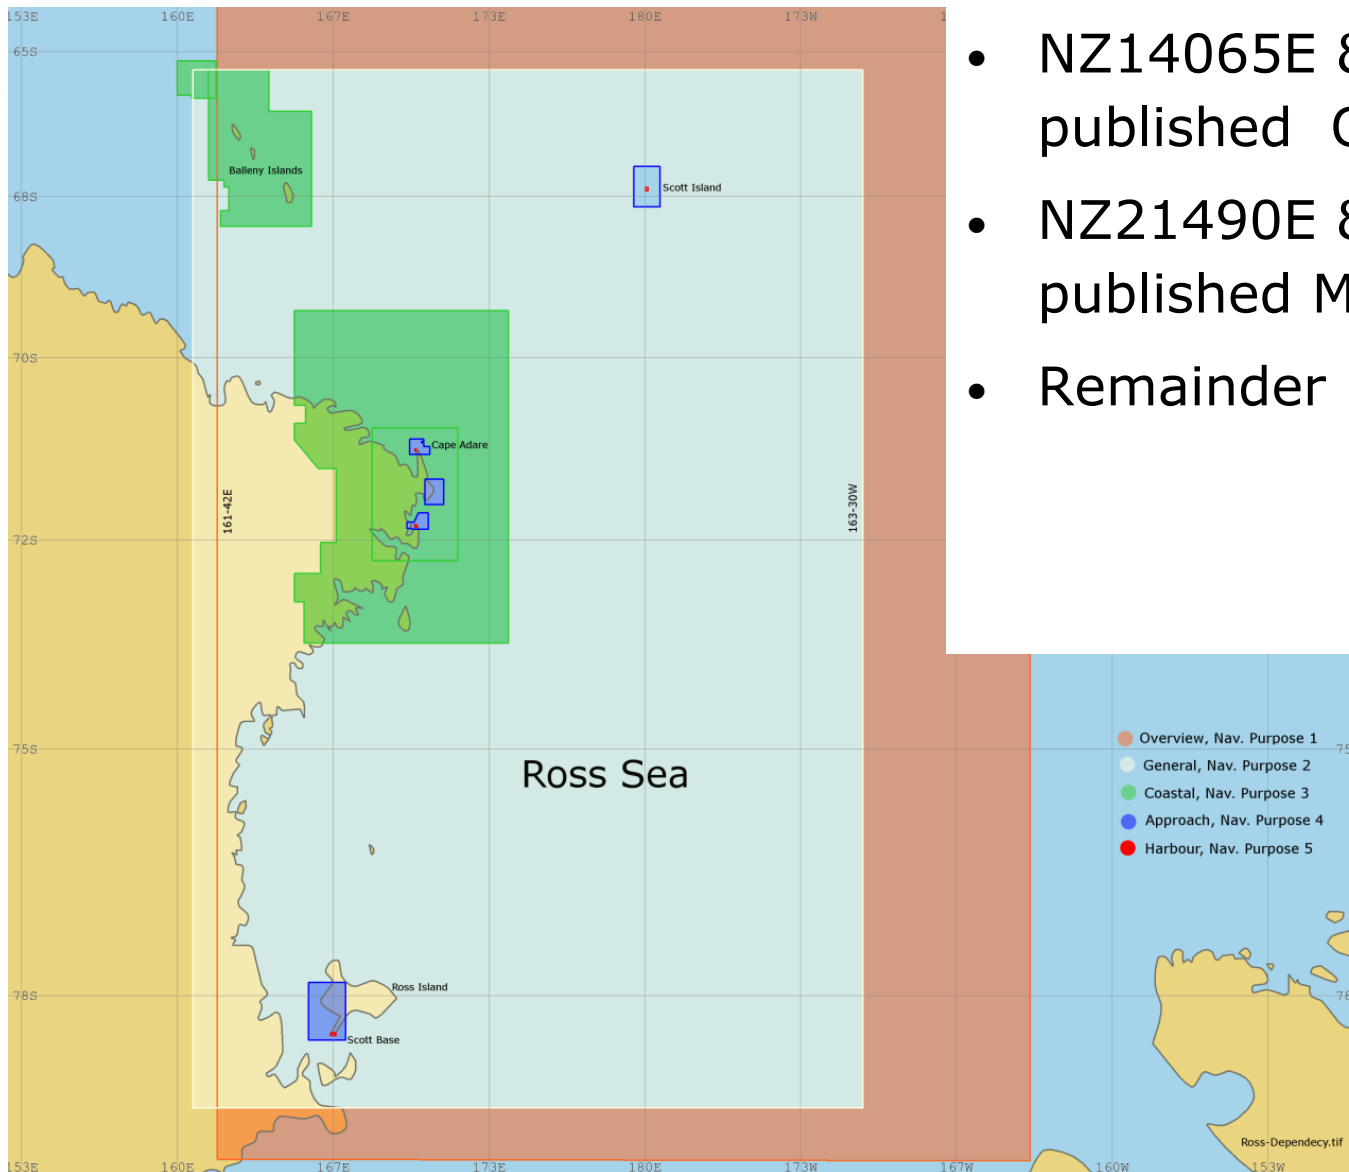 153E 160E 167E 173E 180E 173W
65S
• NZ14065E
published
Balleny Islands
Scott Island
68S
• NZ21490E
published
70S
• Remainder
Cape Adare
161-42E
163-30W
72S
75S
Ross Sea
Overview, Nav. Purpose 1
General, Nav. Purpose 2
Coastal, Nav. Purpose 3
Approach, Nav. Purpose 4
Harbour, Nav. Purpose 5
78S
Ross Island
Scott Base
Ross-Dependecy.tif
153E 160E 167E 173E 180E 173W 167W 160W 153W